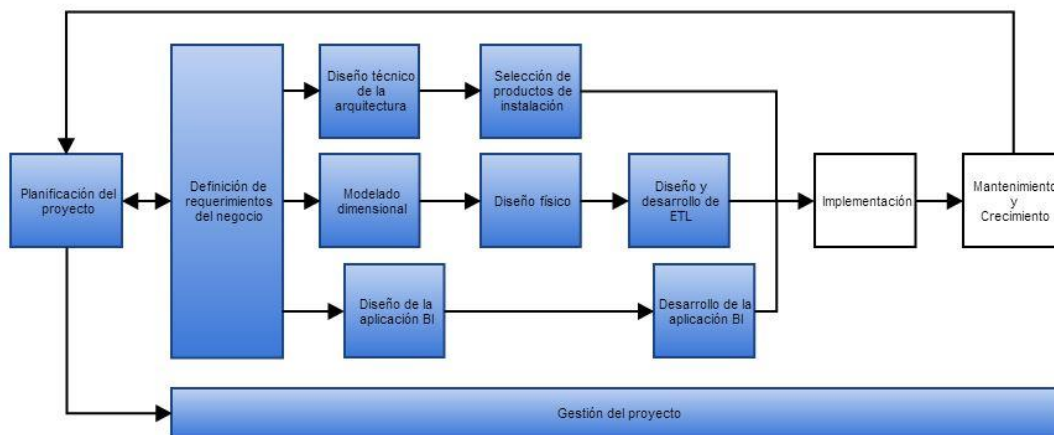 Planificación del
proyecto
Definición de
requerimientos
del negocio
Diseño técnico
de la
arquitectura
Selección de
productos de
instalación
Modelado
dimensional
Diseño físico
Diseño y
desarrollo de
ETL
Diseño de la
aplicación BI
Desarrollo de la
aplicación BI
Implementación
Mantenimiento
y
Crecimiento
Gestión del proyecto